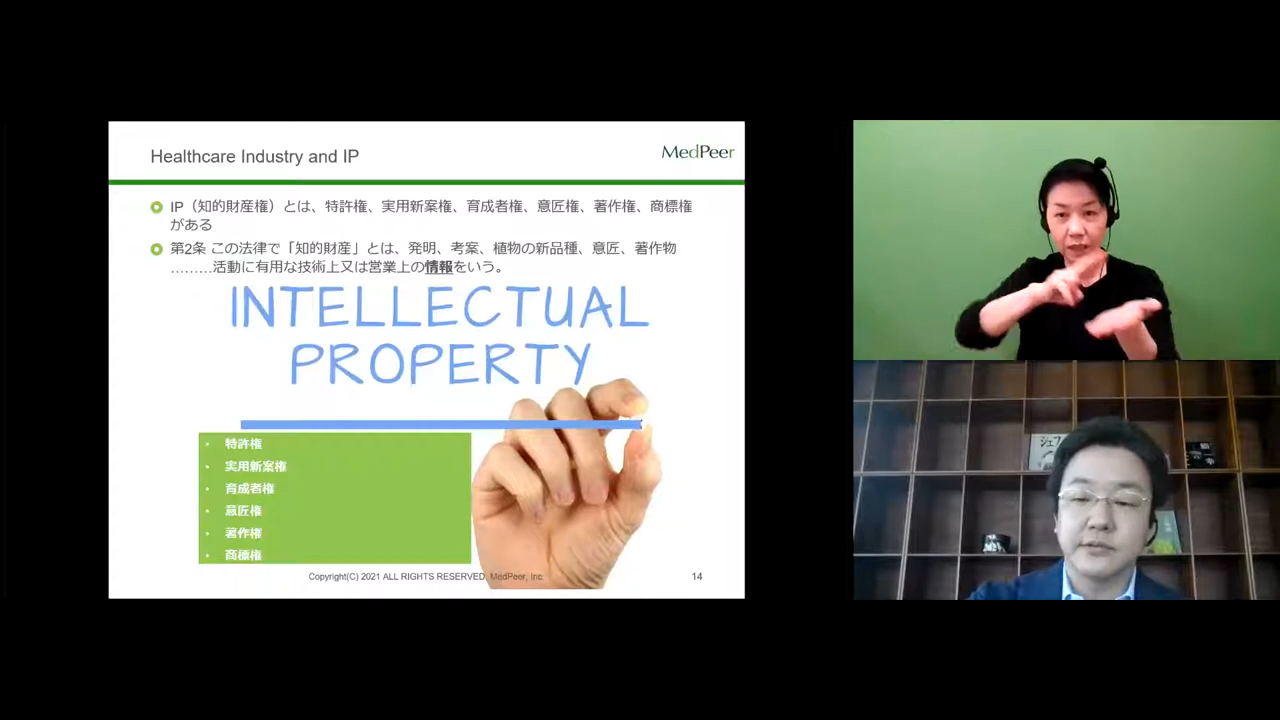 Healthcare Industry and IP
MedPeer
IP（知的財産権）とは、特許権、実用新案権、育成者権、意匠権、著作権、商標権
がある
第2条 この法律で「知的財産」とは、発明、考案、植物の新品種、意匠、著作物
………活動に有用な技術上又は営業上の情報をいう。
INTELLECTUAL
PROPERTY
• 特許権
• 実用新案権
• 育成者権
• 意匠権
• 著作権
• 商標権
Copyright(C) 2021 ALL RIGHTS RESERVED, MedPeer, Inc.
14
シェフ